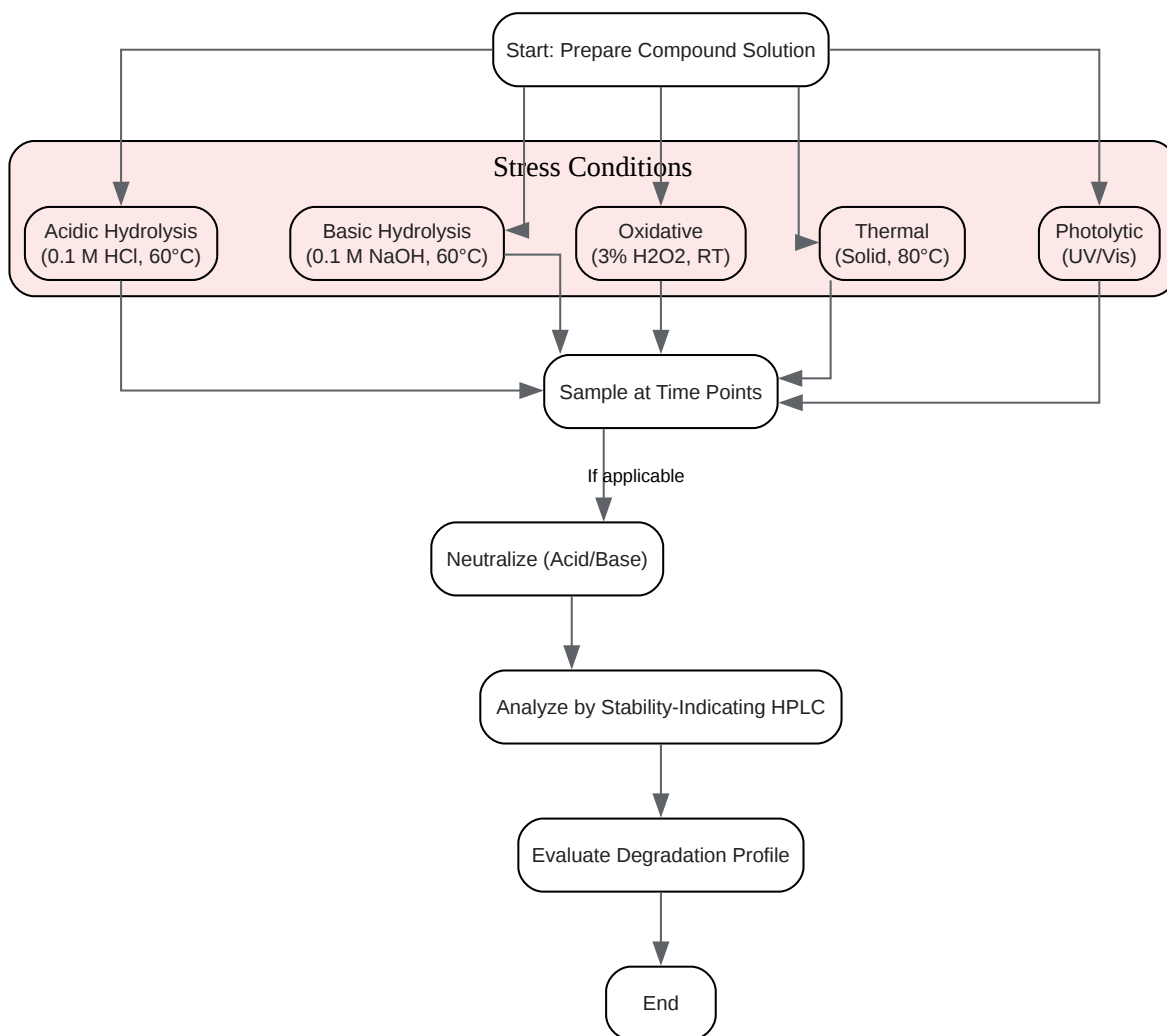 Start: Prepare Compound Solution
Stress Conditions
Acidic Hydrolysis
(0.1 M HCl, 60°C)
Basic Hydrolysis
(0.1 M NaOH, 60°C)
Oxidative
(3% H2O2, RT)
Thermal
(Solid, 80°C)
Photolytic
(UV/Vis)
Sample at Time Points
If applicable
Neutralize (Acid/Base)
Analyze by Stability-Indicating HPLC
Evaluate Degradation Profile
End